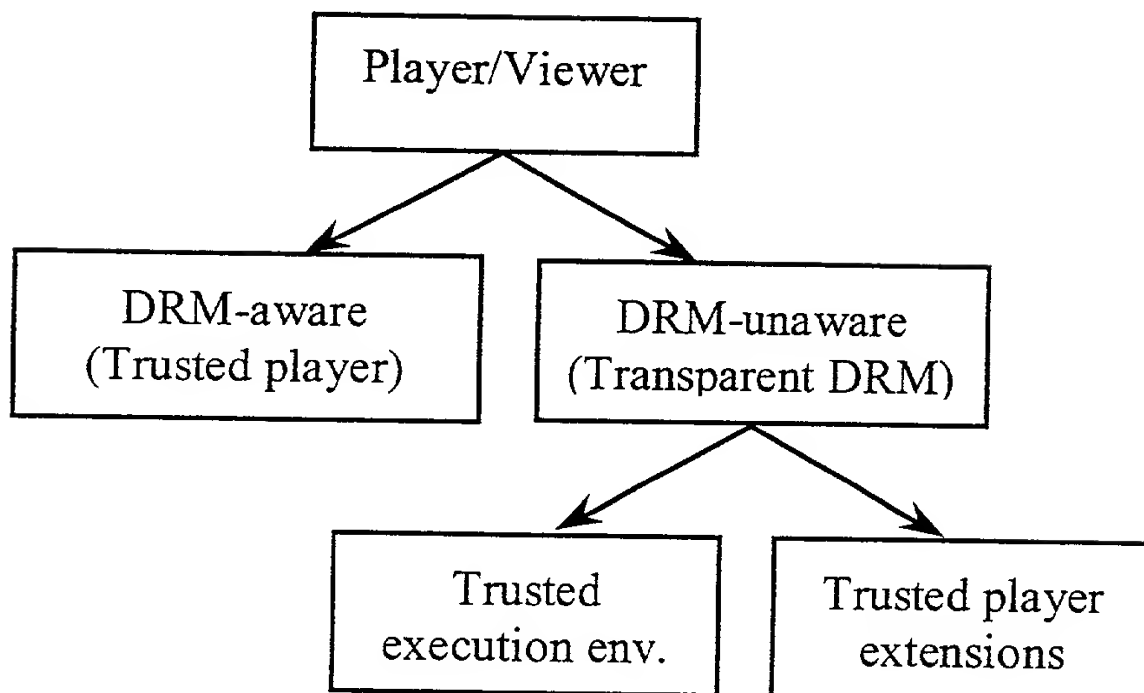 Player/Viewer
DRM-aware
(Trusted player)
DRM-unaware
(Transparent DRM)
Trusted
execution env.
Trusted player
extensions